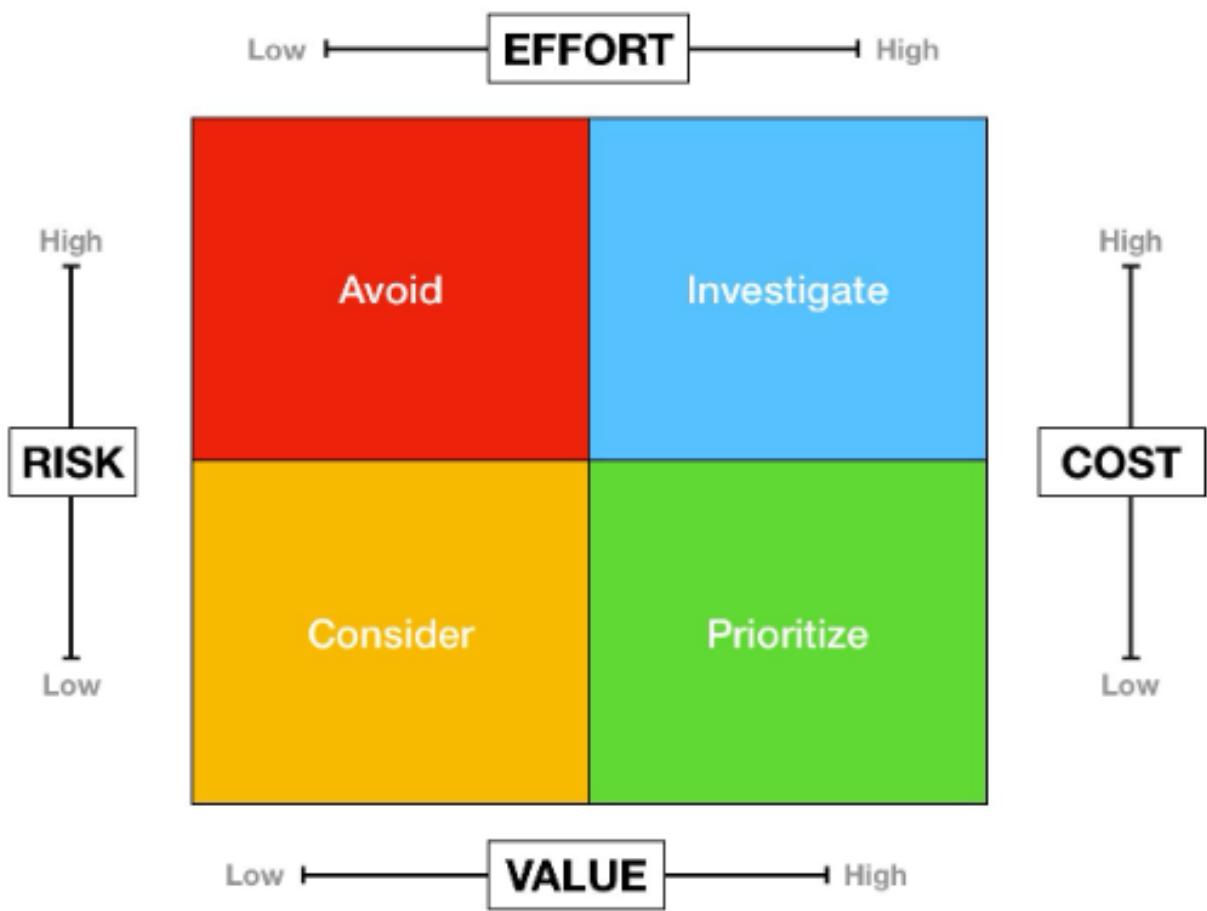 Low EFFORT High
Avoid Investigate
High High
RISK COST
Consider Prioritize
Low Low
Low VALUE High